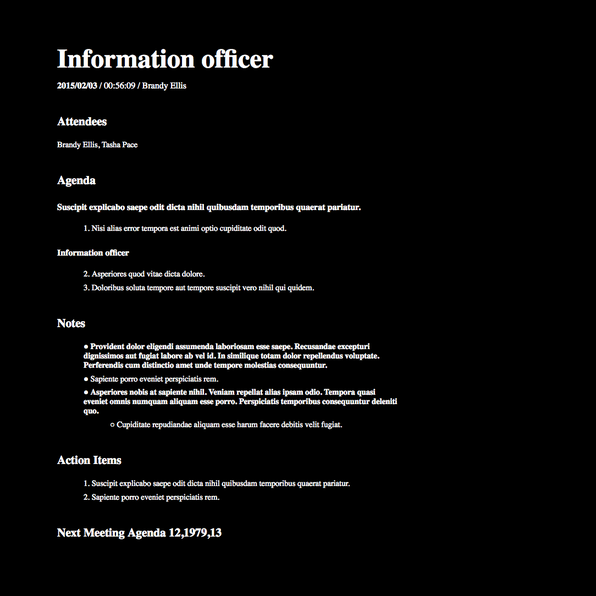 Information officer
2015/02/03 / 00:56:09 / Brandy Ellis
Attendees
Brandy Ellis, Tasha Pace
Agenda
Suscipit explicabo saepe odit dicta nihil quibusdam temporibus quaerat pariatur.
1. Nisi alias error tempora est animi optio cupiditate odit quod.
Information officer
2. Asperiores quod vitae dicta dolore.
3. Doloribus soluta tempore aut tempore suscipit vero nihil qui quidem.
Notes
● Provident dolor eligendi assumenda laboriosam esse saepe. Recusandae excepturi
dignissimos aut fugiat labore ab vel id. In similique totam dolor repellendus voluptate.
Perferendis cum distinctio amet unde tempore molestias consequuntur.
● Sapiente porro eveniet perspiciatis rem.
● Asperiores nobis at sapiente nihil. Veniam repellat alias ipsam odio. Tempora quasi
eveniet omnis numquam aliquam esse porro. Perspiciatis temporibus consequuntur deleniti
quo.
○ Cupiditate repudiandae aliquam esse harum facere debitis velit fugiat.
Action Items
1. Suscipit explicabo saepe odit dicta nihil quibusdam temporibus quaerat pariatur.
2. Sapiente porro eveniet perspiciatis rem.
Next Meeting Agenda 12,1979,13